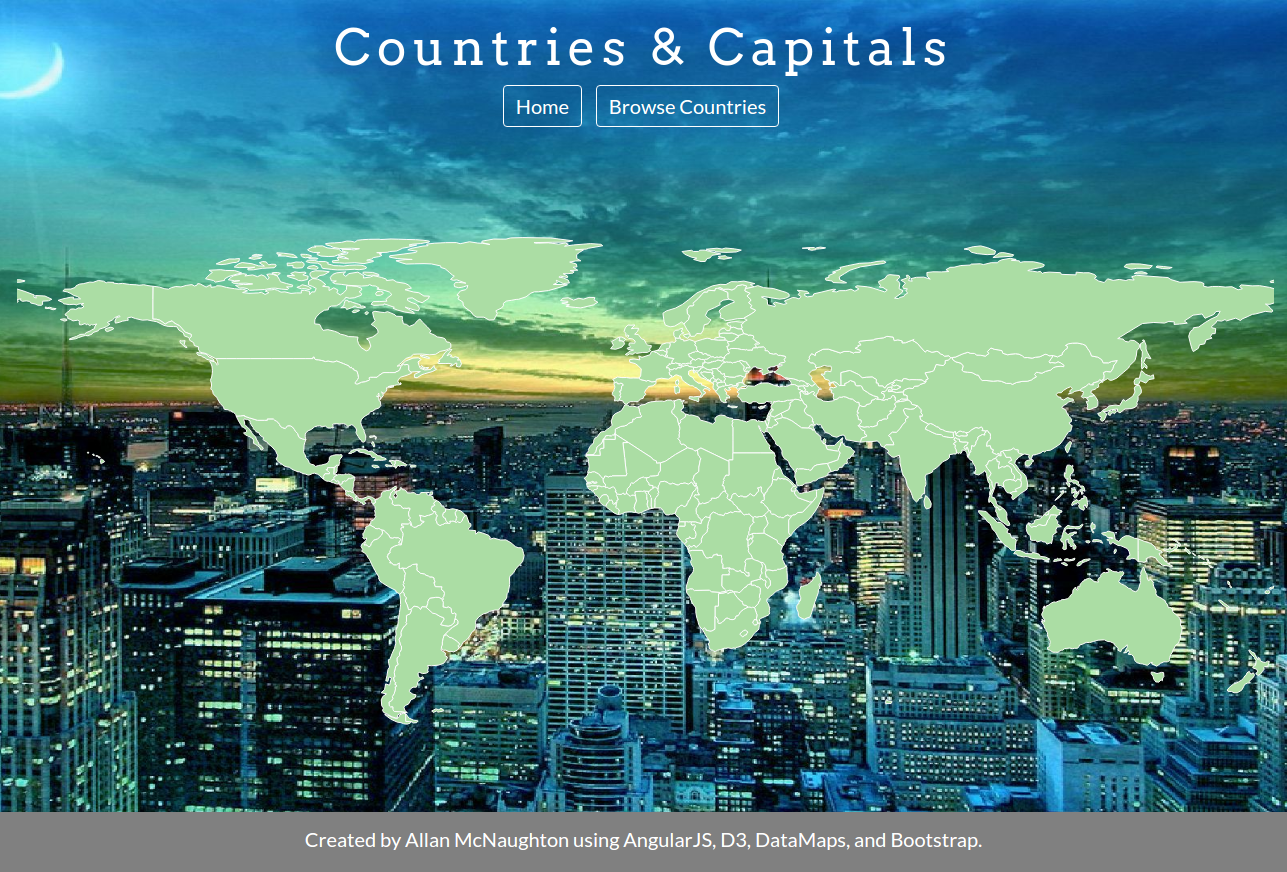 Countries & Capitals
Home Browse Countries
Created by Allan McNaughton using AngularJS, D3, DataMaps, and Bootstrap.